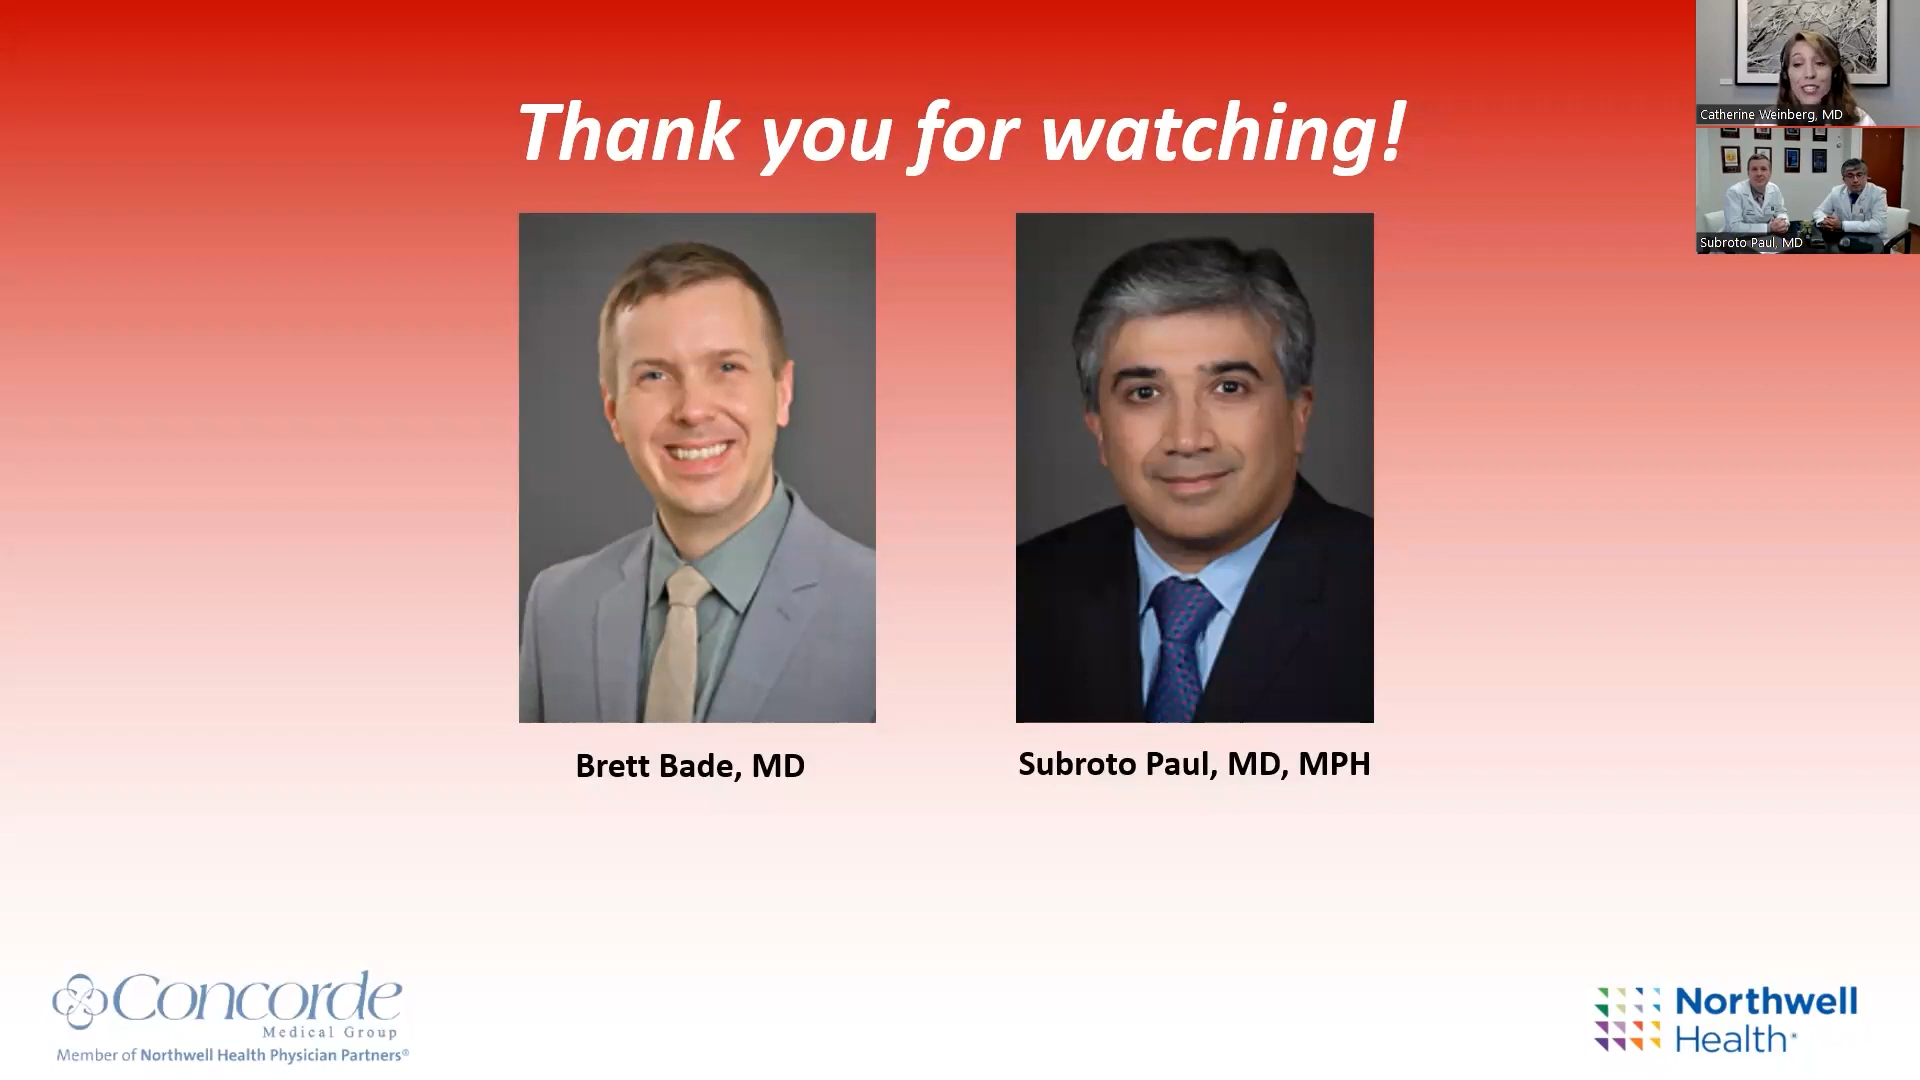 Thank you for watching!
Catherine Weinberg, MD
Subroto Paul, MD
Brett Bade, MD
Subroto Paul, MD, MPH
Concorde
Medical Group
Member of Northwell Health Physician Partners®
Northwell
Health®